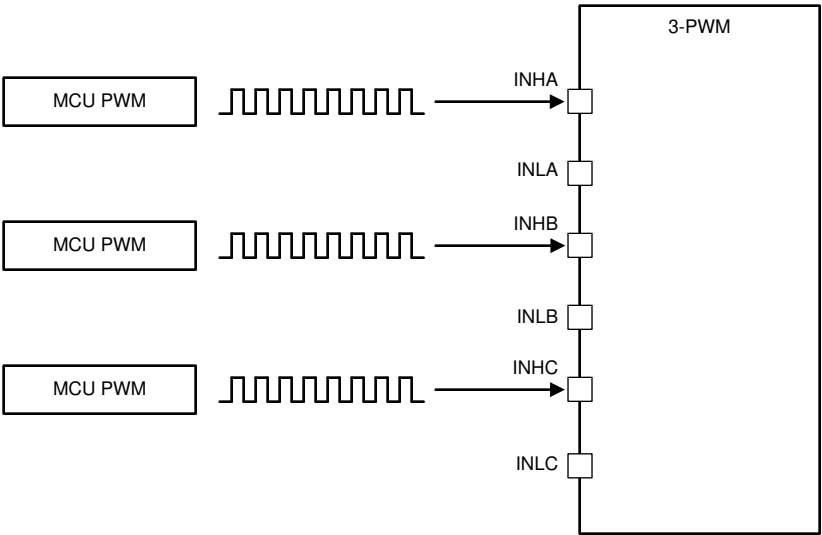 3-PWM
INHA
MCU PWM
INLA
INHB
MCU PWM
INLB
INHC
MCU PWM
INLC